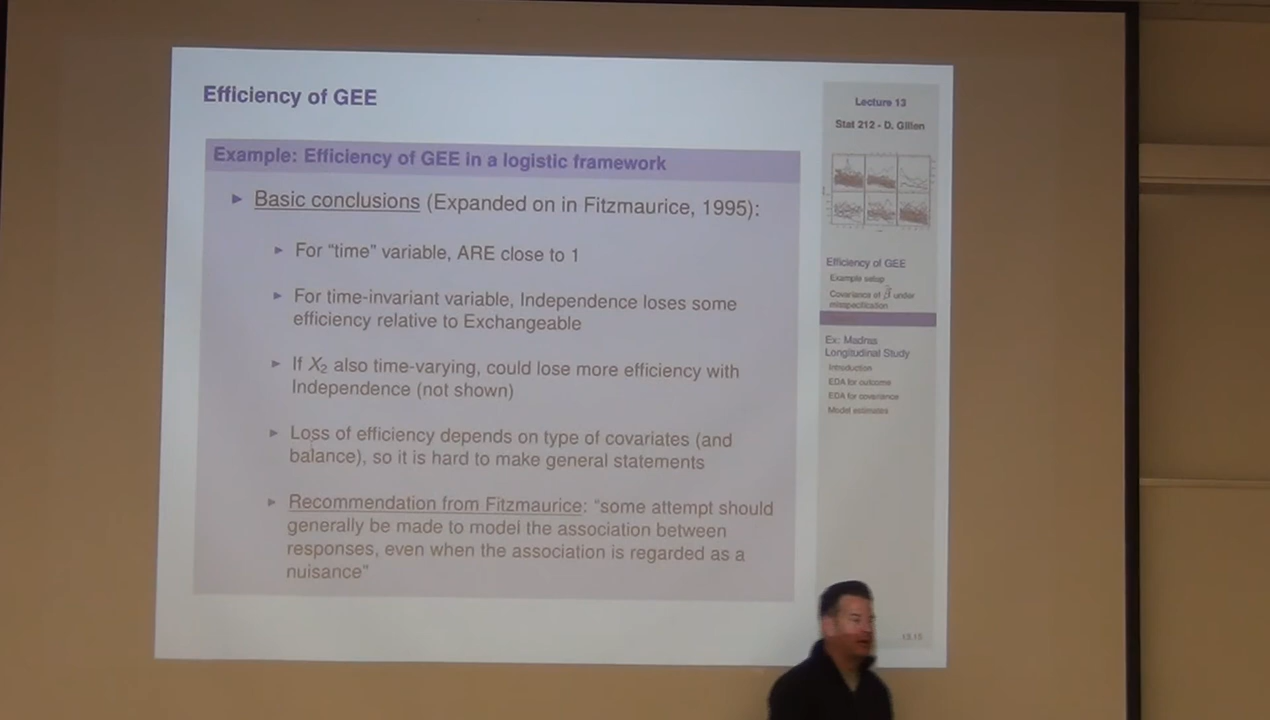 Efficiency of GEE
Example: Efficiency of GEE in a logistic framework
Basic conclusions (Expanded on in Fitzmaurice, 1995):
For "time" variable, ARE close to 1
For time-invariant variable, Independence loses some
efficiency relative to Exchangeable
If X₂ also time-varying, could lose more efficiency with
Independence (not shown)
Loss of efficiency depends on type of covariates (and
balance), so it is hard to make general statements
Recommendation from Fitzmaurice: "some attempt should
generally be made to model the association between
responses, even when the association is regarded as a
nuisance"
Lecture 13
Stat 212 - D. Gillen
Efficiency of GEE
Example setup
Covariance of β̂ under
misspecification
Ex: Madras
Longitudinal Study
Introduction
EDA for outcome
EDA for covariance
Model estimates
13.15